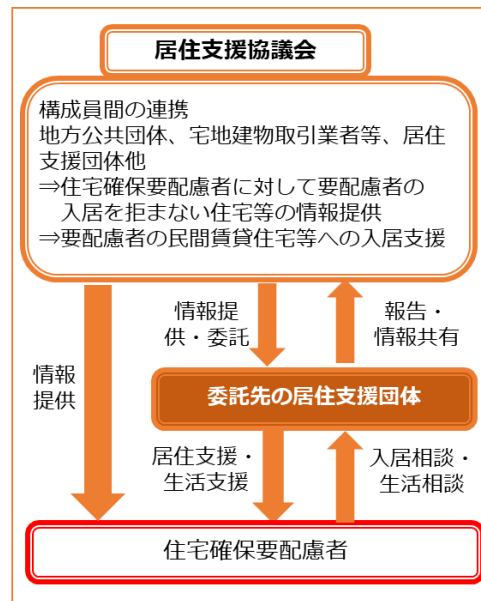 居住支援協議会
構成員間の連携
地方公共団体、宅地建物取引業者等、居住
支援団体他
⇒住宅確保要配慮者に対して要配慮者の
入居を拒まない住宅等の情報提供
⇒要配慮者の民間賃貸住宅等への入居支援
情報
提供
情報提
供・委託
報告・
情報共有
委託先の居住支援団体
居住支援・
生活支援
入居相談・
生活相談
住宅確保要配慮者